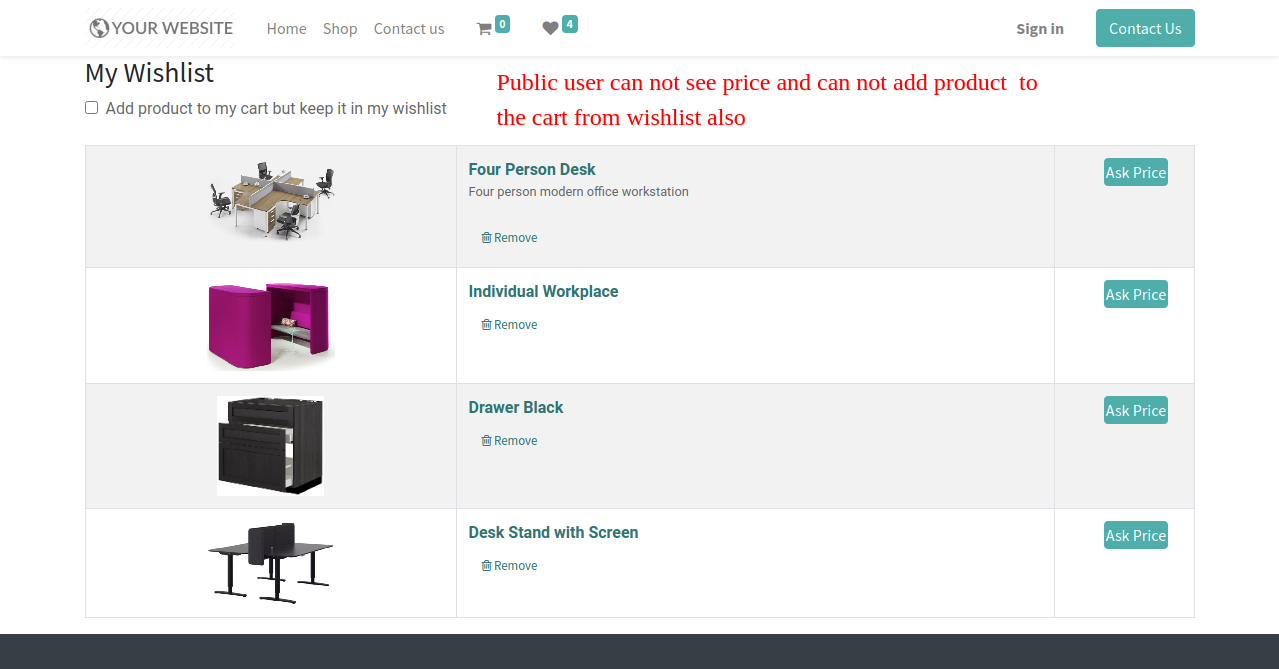 YOUR WEBSITE Home Shop Contact us 0 4 Sign in Contact Us
My Wishlist
Add product to my cart but keep it in my wishlist
Public user can not see price and can not add product to
the cart from wishlist also
Four Person Desk
Four person modern office workstation
Remove
Ask Price
Individual Workplace
Remove
Ask Price
Drawer Black
Remove
Ask Price
Desk Stand with Screen
Remove
Ask Price